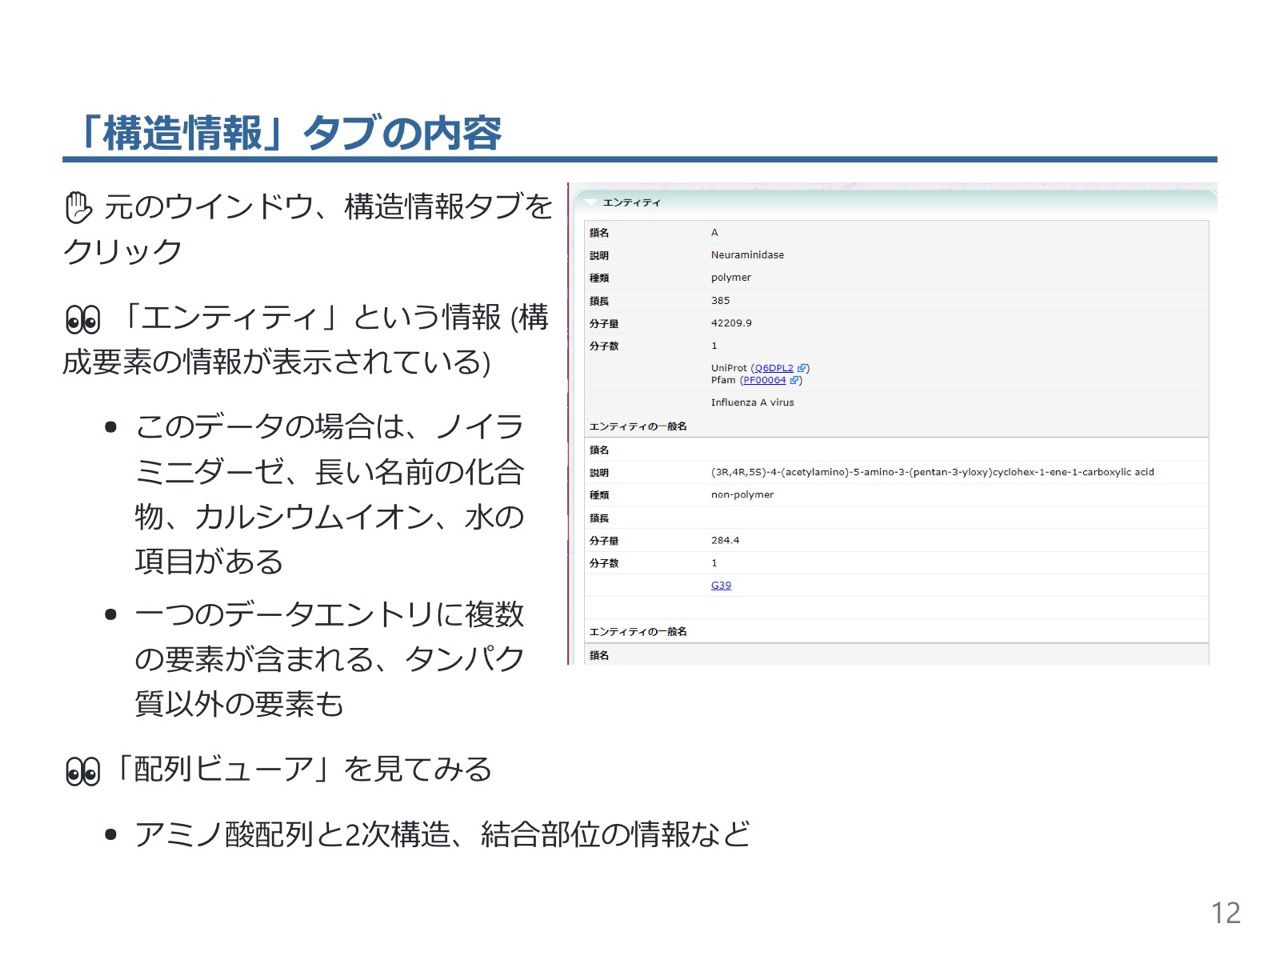 「構造情報」タブの内容
✋ 元のウインドウ、構造情報タブを
クリック
👀 「エンティティ」という情報 (構
成要素の情報が表示されている)
• このデータの場合は、ノイラ
ミニダーゼ、長い名前の化合
物、カルシウムイオン、水の
項目がある
• 一つのデータエントリに複数
の要素が含まれる、タンパク
質以外の要素も
👀「配列ビューア」を見てみる
• アミノ酸配列と2次構造、結合部位の情報など
エンティティ
鎖名 A
説明 Neuraminidase
種類 polymer
鎖長 385
分子量 42209.9
分子数 1
UniProt (Q6DPL2)
Pfam (PF00064)
Influenza A virus
エンティティの一般名
鎖名
説明 (3R,4R,5S)-4-(acetylamino)-5-amino-3-(pentan-3-yloxy)cyclohex-1-ene-1-carboxylic acid
種類 non-polymer
鎖長
分子量 284.4
分子数 1
G39
エンティティの一般名
鎖名
12